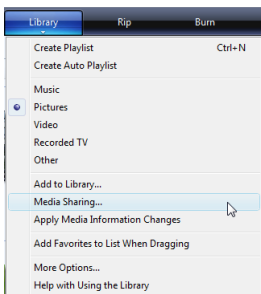 Library Rip Burn
Create Playlist Ctrl+N
Create Auto Playlist
Music
Pictures
Video
Recorded TV
Other
Add to Library...
Media Sharing...
Apply Media Information Changes
Add Favorites to List When Dragging
More Options...
Help with Using the Library